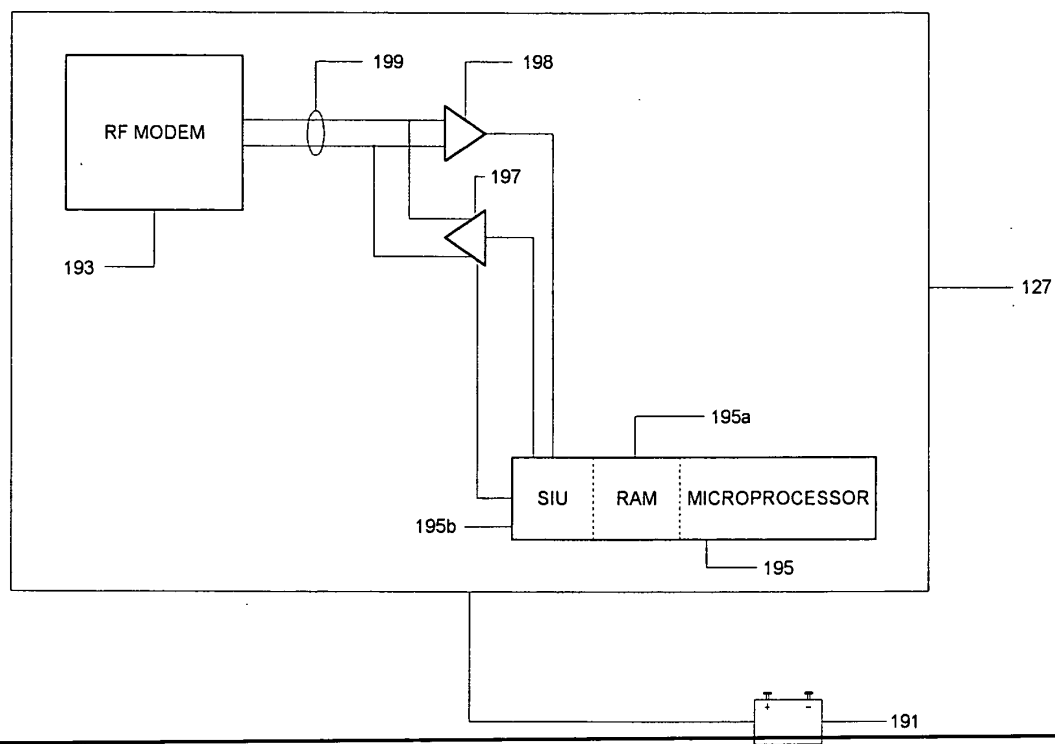 199
198
RF MODEM
197
193
127
195a
SIU
RAM
MICROPROCESSOR
195b
195
+
-
191